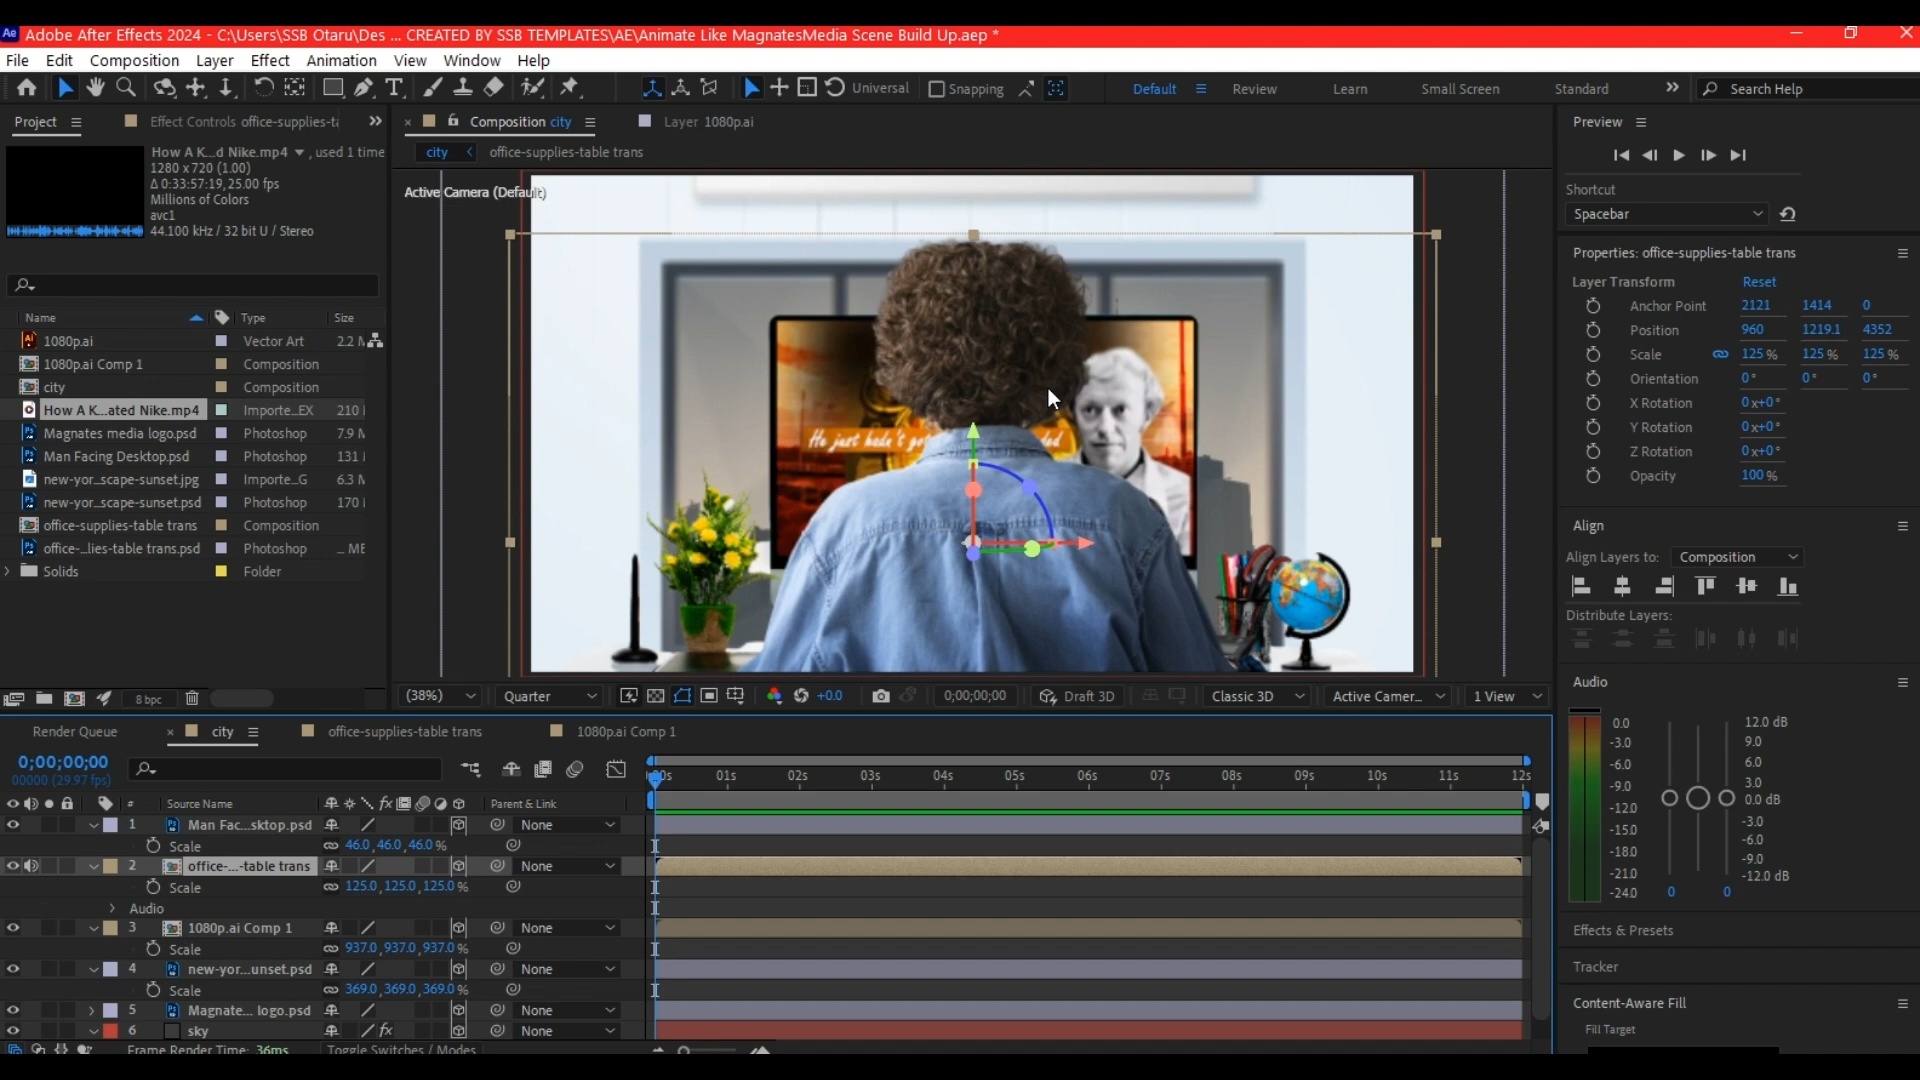 Ae Adobe After Effects 2024 - C:\Users\SSB Otaru\Des ... CREATED BY SSB TEMPLATES\AE\Animate Like MagnatesMedia Scene Build Up.aep *
File Edit Composition Layer Effect Animation View Window Help
Universal Snapping Default Review Learn Small Screen Standard Search Help
Project Effect Controls office-supplies-ta
Composition city Layer 1080p.ai
city office-supplies-table trans
How A K...d Nike.mp4 , used 1 time
1280 x 720 (1.00)
Δ 0:33:57:19, 25.00 fps
Millions of Colors
avc1
44.100 kHz / 32 bit U / Stereo
Name Type Size
1080p.ai Vector Art 2.2 M
1080p.ai Comp 1 Composition
city Composition
How A K...ated Nike.mp4 Importe...EX 210
Magnates media logo.psd Photoshop 7.9 M
Man Facing Desktop.psd Photoshop 131
new-yor...scape-sunset.jpg Importe...G 6.3 M
new-yor...scape-sunset.psd Photoshop 170
office-supplies-table trans Composition
office-...lies-table trans.psd Photoshop ... ME
Solids Folder
8 bpc
Active Camera (Default)
He just hadn't
(38%) Quarter +0.0 0;00;00;00 Draft 3D Classic 3D Active Camer... 1 View
Preview
Shortcut
Spacebar
Properties: office-supplies-table trans
Layer Transform Reset
Anchor Point 2121 1414 0
Position 960 1219.1 4352
Scale 125 % 125 % 125 %
Orientation 0° 0° 0°
X Rotation 0x+0°
Y Rotation 0x+0°
Z Rotation 0x+0°
Opacity 100 %
Align
Align Layers to: Composition
Distribute Layers:
Audio
0.0 12.0 dB
-3.0 9.0
-6.0 6.0
-9.0 3.0
-12.0 0.0 dB
-15.0 -3.0
-18.0 -6.0
-21.0 -9.0
-24.0 -12.0 dB
0 0
Effects & Presets
Tracker
Content-Aware Fill
Fill Target
Render Queue city office-supplies-table trans 1080p.ai Comp 1
0;00;00;00
00000 (29.97 fps)
00s 01s 02s 03s 04s 05s 06s 07s 08s 09s 10s 11s 12s
# Source Name fx Parent & Link
1 Man Fac...sktop.psd None
Scale 46.0, 46.0, 46.0 %
2 office-...-table trans None
Scale 125.0, 125.0, 125.0 %
Audio
3 1080p.ai Comp 1 None
Scale 937.0, 937.0, 937.0 %
4 new-yor...unset.psd None
Scale 369.0, 369.0, 369.0 %
5 Magnate... logo.psd None
6 sky fx None
Frame Render Time: 36ms Toggle Switches / Modes